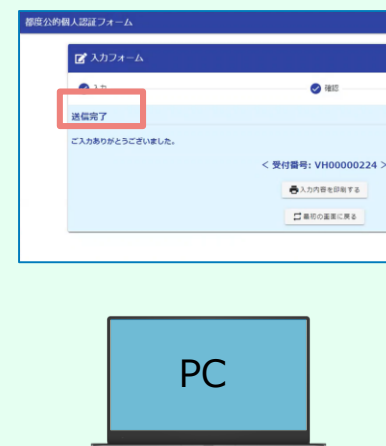 都度公的個人認証フォーム
入力フォーム
入力
確認
送信完了
ご入力ありがとうございました。
< 受付番号: VH00000224 >
入力内容を印刷する
最初の画面に戻る
PC